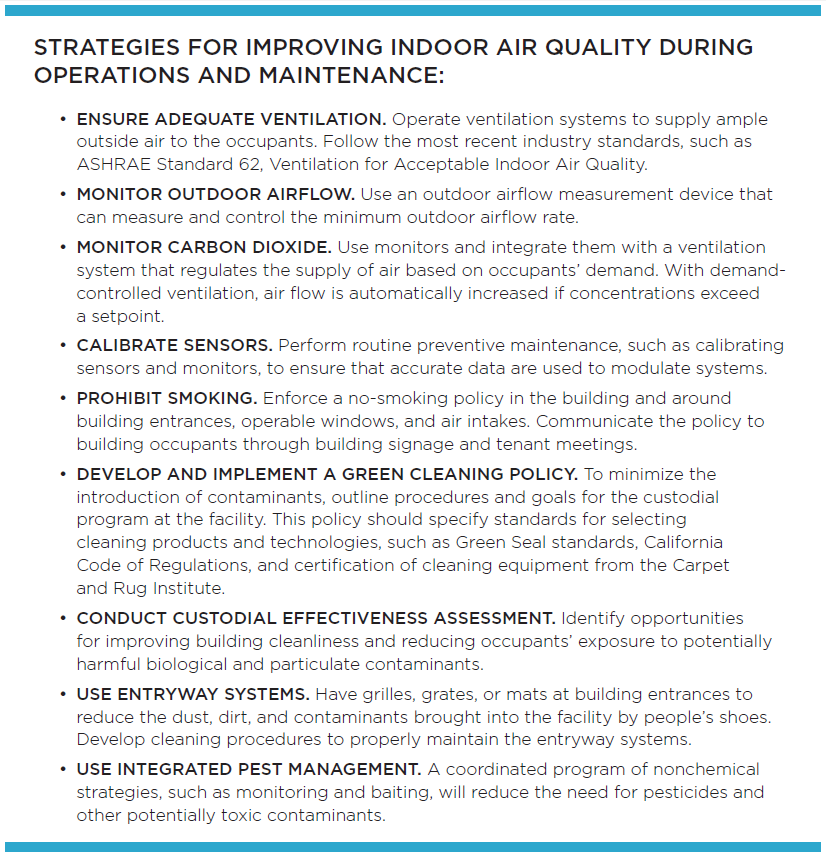 STRATEGIES FOR IMPROVING INDOOR AIR QUALITY DURING
OPERATIONS AND MAINTENANCE:
• ENSURE ADEQUATE VENTILATION. Operate ventilation systems to supply ample
outside air to the occupants. Follow the most recent industry standards, such as
ASHRAE Standard 62, Ventilation for Acceptable Indoor Air Quality.
• MONITOR OUTDOOR AIRFLOW. Use an outdoor airflow measurement device that
can measure and control the minimum outdoor airflow rate.
• MONITOR CARBON DIOXIDE. Use monitors and integrate them with a ventilation
system that regulates the supply of air based on occupants’ demand. With demand-
controlled ventilation, air flow is automatically increased if concentrations exceed
a setpoint.
• CALIBRATE SENSORS. Perform routine preventive maintenance, such as calibrating
sensors and monitors, to ensure that accurate data are used to modulate systems.
• PROHIBIT SMOKING. Enforce a no-smoking policy in the building and around
building entrances, operable windows, and air intakes. Communicate the policy to
building occupants through building signage and tenant meetings.
• DEVELOP AND IMPLEMENT A GREEN CLEANING POLICY. To minimize the
introduction of contaminants, outline procedures and goals for the custodial
program at the facility. This policy should specify standards for selecting
cleaning products and technologies, such as Green Seal standards, California
Code of Regulations, and certification of cleaning equipment from the Carpet
and Rug Institute.
• CONDUCT CUSTODIAL EFFECTIVENESS ASSESSMENT. Identify opportunities
for improving building cleanliness and reducing occupants’ exposure to potentially
harmful biological and particulate contaminants.
• USE ENTRYWAY SYSTEMS. Have grilles, grates, or mats at building entrances to
reduce the dust, dirt, and contaminants brought into the facility by people’s shoes.
Develop cleaning procedures to properly maintain the entryway systems.
• USE INTEGRATED PEST MANAGEMENT. A coordinated program of nonchemical
strategies, such as monitoring and baiting, will reduce the need for pesticides and
other potentially toxic contaminants.